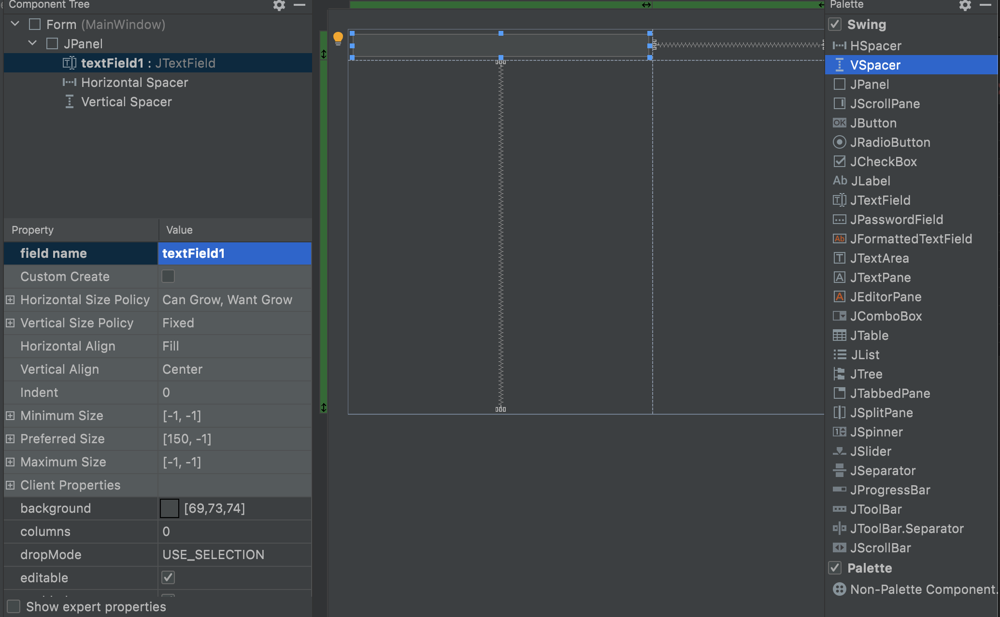 Component Tree
Form (MainWindow)
JPanel
textField1 : JTextField
Horizontal Spacer
Vertical Spacer
Property Value
field name textField1
Custom Create
Horizontal Size Policy Can Grow, Want Grow
Vertical Size Policy Fixed
Horizontal Align Fill
Vertical Align Center
Indent 0
Minimum Size [-1, -1]
Preferred Size [150, -1]
Maximum Size [-1, -1]
Client Properties
background [69,73,74]
columns 0
dropMode USE_SELECTION
editable
Show expert properties
Palette
Swing
HSpacer
VSpacer
JPanel
JScrollPane
OK JButton
JRadioButton
JCheckBox
Ab JLabel
T JTextField
JPasswordField
Ab JFormattedTextField
T JTextArea
A JTextPane
A JEditorPane
JComboBox
JTable
JList
JTree
JTabbedPane
JSplitPane
1 JSpinner
JSlider
JSeparator
JProgressBar
JToolBar
JToolBar.Separator
JScrollBar
Palette
Non-Palette Component.